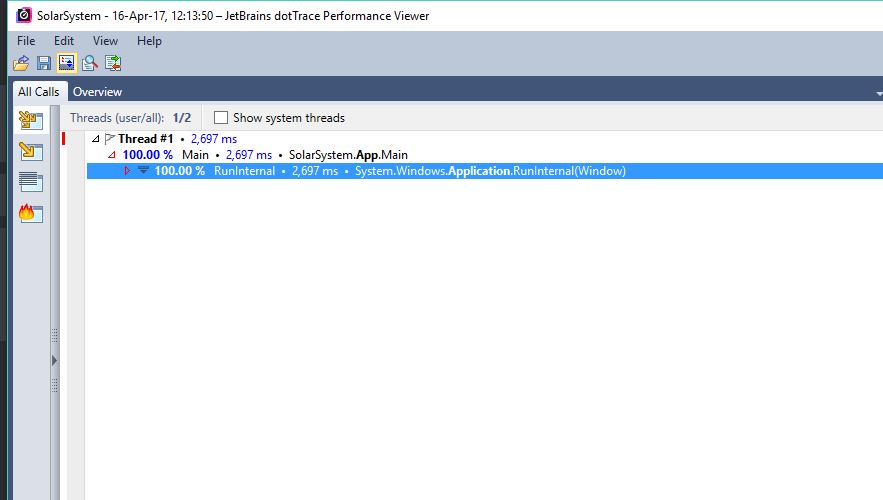 SolarSystem - 16-Apr-17, 12:13:50 – JetBrains dotTrace Performance Viewer
File Edit View Help
All Calls Overview
Threads (user/all): 1/2 Show system threads
Thread #1 • 2,697 ms
100.00 % Main • 2,697 ms • SolarSystem.App.Main
100.00 % RunInternal • 2,697 ms • System.Windows.Application.RunInternal(Window)